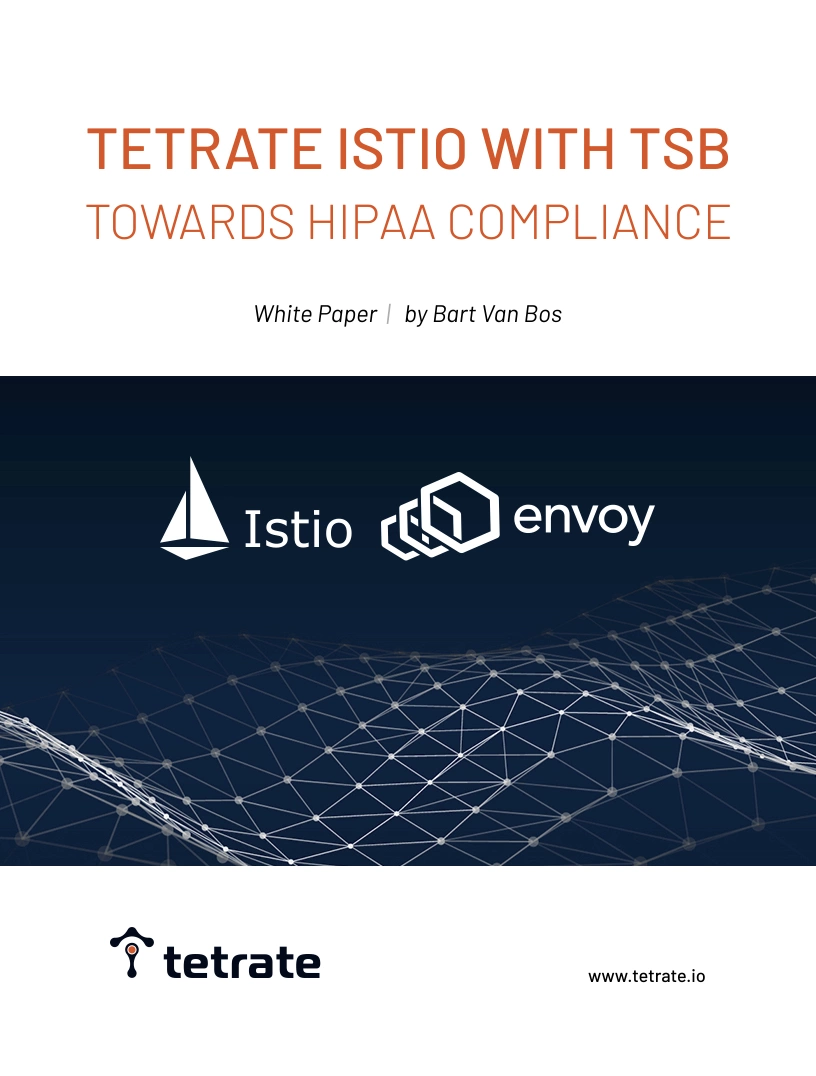 TETRATE ISTIO WITH TSB
TOWARDS HIPAA COMPLIANCE
White Paper | by Bart Van Bos
Istio
envoy
tetrate
www.tetrate.io